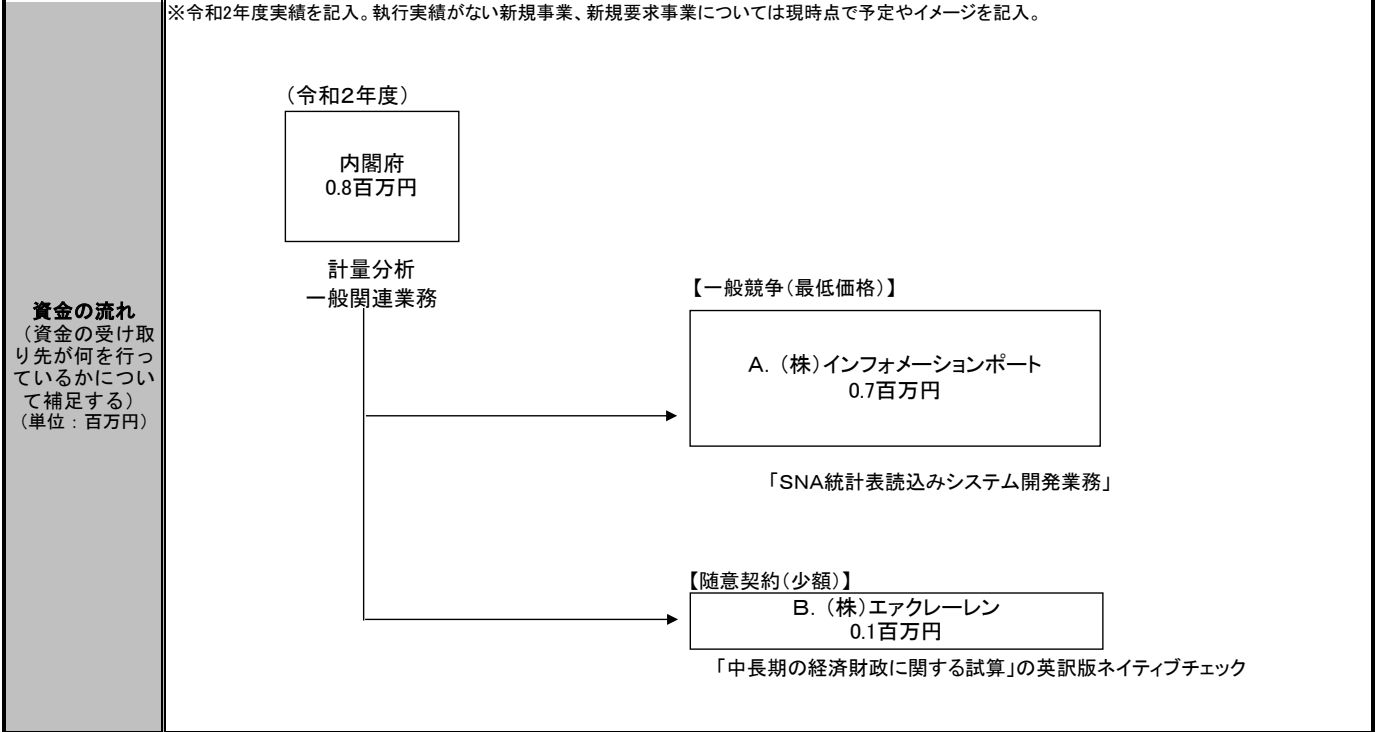 ※令和2年度実績を記入。執行実績がない新規事業、新規要求事業については現時点で予定やイメージを記入。
資金の流れ
（資金の受け取
り先が何を行っ
ているかについ
て補足する）
（単位：百万円）
（令和２年度）
内閣府
0.8百万円
計量分析
一般関連業務
【一般競争（最低価格）】
Ａ．（株）インフォメーションポート
0.7百万円
「ＳＮＡ統計表読込みシステム開発業務」
【随意契約（少額）】
Ｂ．（株）エァクレーレン
0.1百万円
「中長期の経済財政に関する試算」の英訳版ネイティブチェック